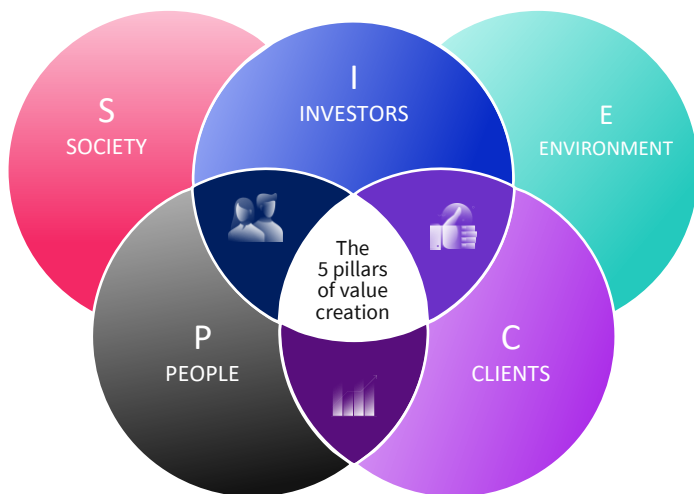 S
SOCIETY
I
INVESTORS
E
ENVIRONMENT
The
5 pillars
of value
creation
P
PEOPLE
C
CLIENTS